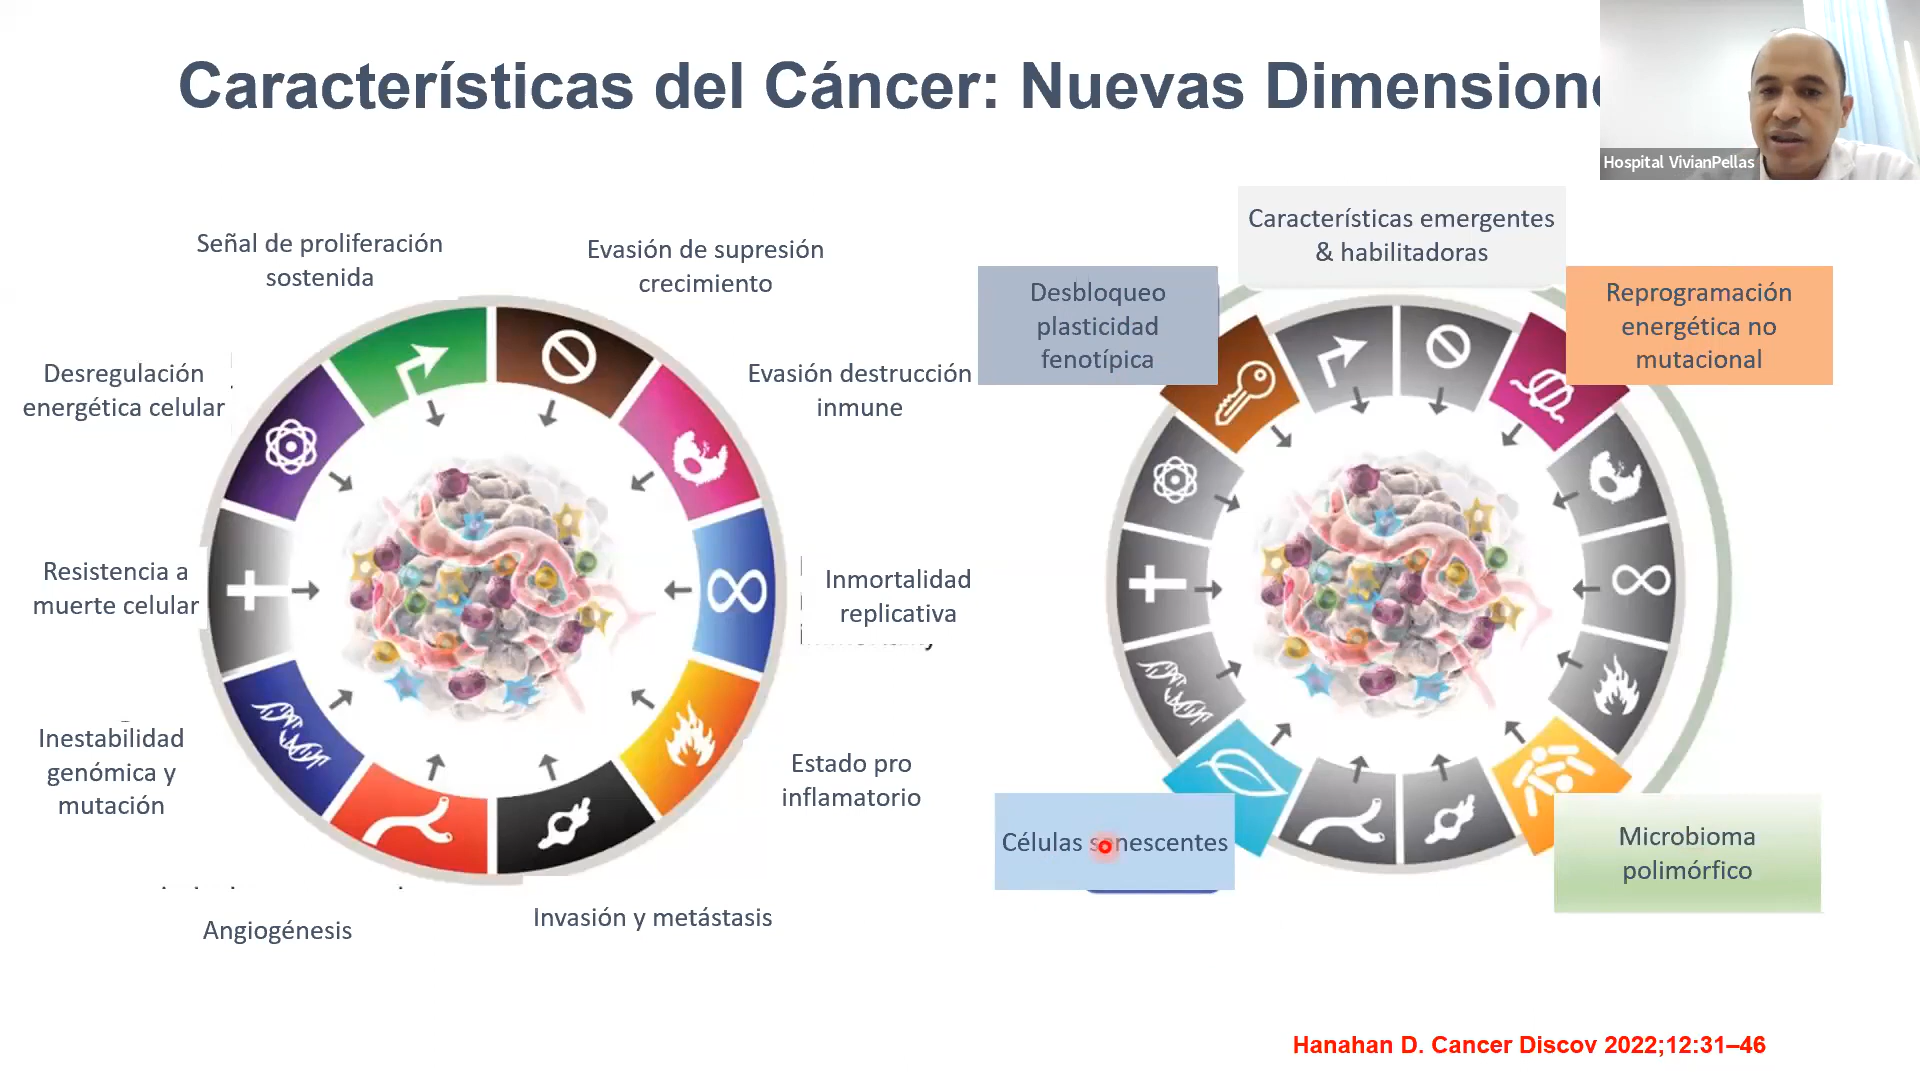 Características del Cáncer: Nuevas
Hospital VivianPellas
Características emergentes
& habilitadoras
Señal de proliferación
sostenida
Evasión de supresión
crecimiento
Desbloqueo
plasticidad
fenotípica
Reprogramación
energética no
mutacional
Desregulación
energética celular
Evasión destrucción
inmune
Resistencia a
muerte celular
Inmortalidad
replicativa
Inestabilidad
genómica y
mutación
Estado pro
inflamatorio
Células senescentes
Microbioma
polimórfico
Angiogénesis
Invasión y metástasis
Hanahan D. Cancer Discov 2022;12:31–46